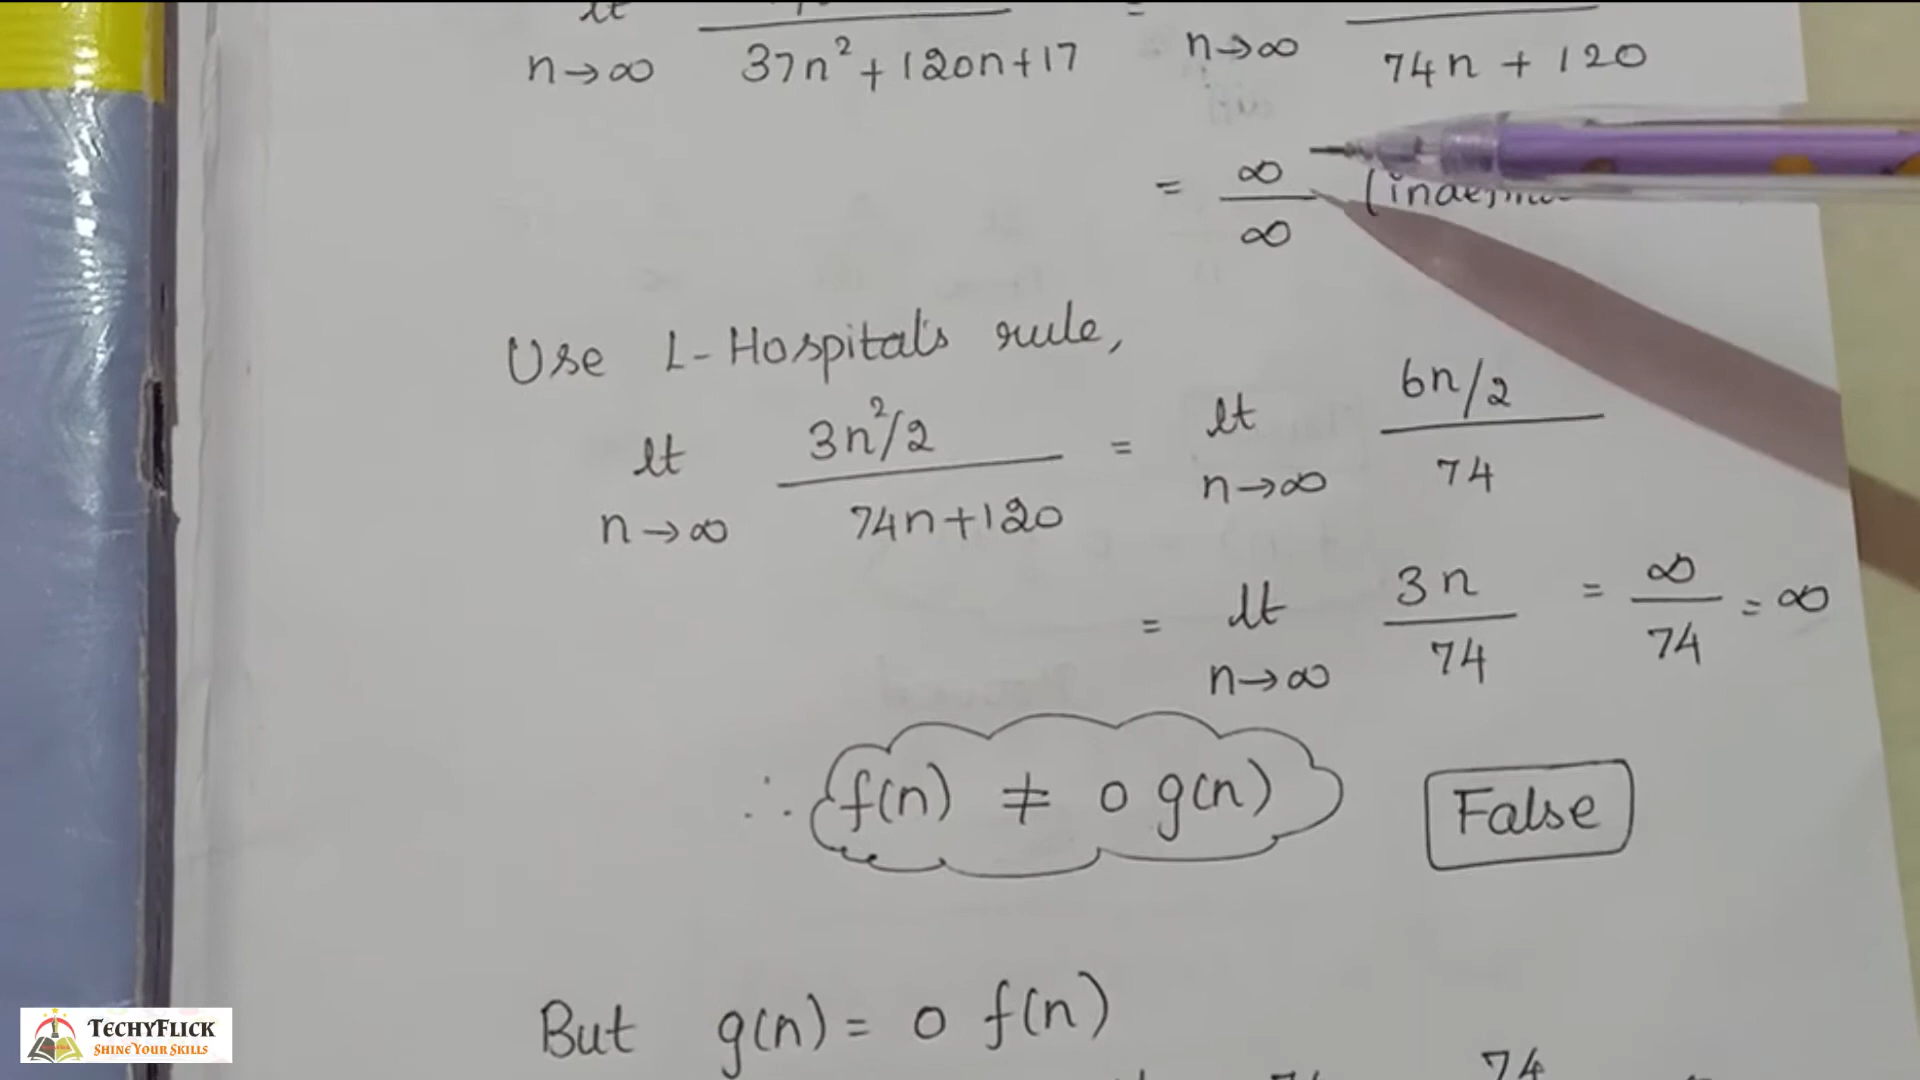 lt
n→∞ 37n²+120n+17 = n→∞ 74n + 120
= ∞/∞
Use L-Hospital's rule,
lt n→∞ 3n²/2 / 74n+120 = lt n→∞ 6n/2 / 74
= lt n→∞ 3n/74 = ∞/74 = ∞
∴ f(n) ≠ o g(n) False
But g(n) = o f(n)
74
TECHYFLICK
SHINE YOUR SKILLS